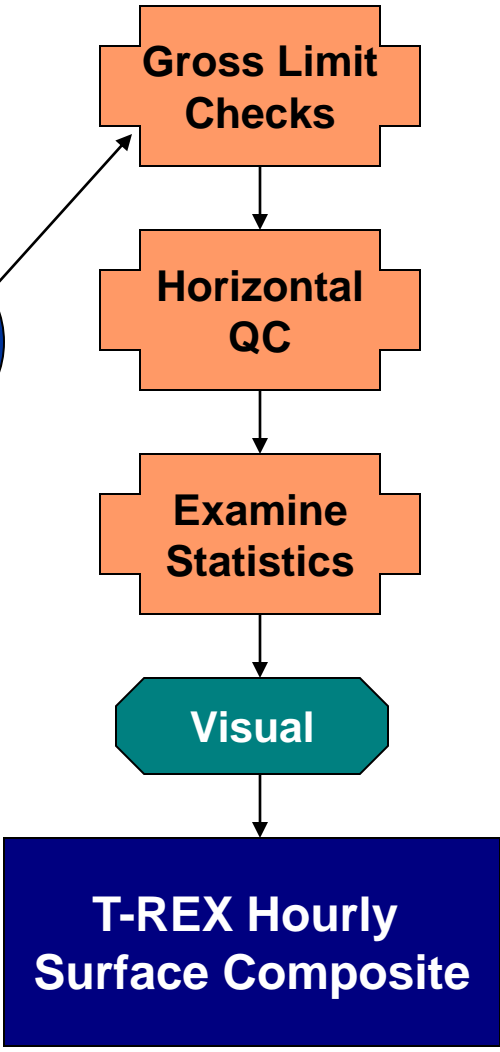 Gross Limit
Checks
Horizontal
QC
Examine
Statistics
Visual
T-REX Hourly
Surface Composite